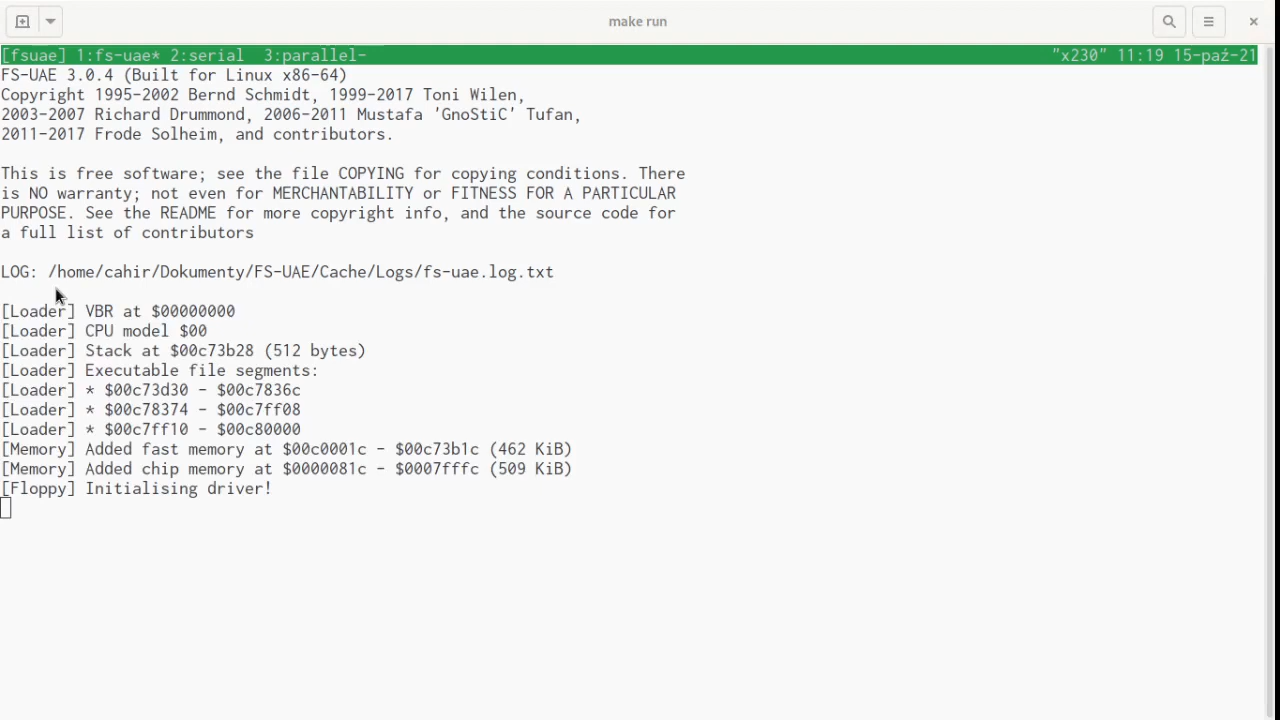 make run
[fsuae] 1:fs-uae* 2:serial  3:parallel- "x230" 11:19 15-paź-21
FS-UAE 3.0.4 (Built for Linux x86-64)
Copyright 1995-2002 Bernd Schmidt, 1999-2017 Toni Wilen,
2003-2007 Richard Drummond, 2006-2011 Mustafa 'GnoStiC' Tufan,
2011-2017 Frode Solheim, and contributors.
This is free software; see the file COPYING for copying conditions. There
is NO warranty; not even for MERCHANTABILITY or FITNESS FOR A PARTICULAR
PURPOSE. See the README for more copyright info, and the source code for
a full list of contributors
LOG: /home/cahir/Dokumenty/FS-UAE/Cache/Logs/fs-uae.log.txt
[Loader] VBR at $00000000
[Loader] CPU model $00
[Loader] Stack at $00c73b28 (512 bytes)
[Loader] Executable file segments:
[Loader] * $00c73d30 - $00c7836c
[Loader] * $00c78374 - $00c7ff08
[Loader] * $00c7ff10 - $00c80000
[Memory] Added fast memory at $00c0001c - $00c73b1c (462 KiB)
[Memory] Added chip memory at $0000081c - $0007fffc (509 KiB)
[Floppy] Initialising driver!